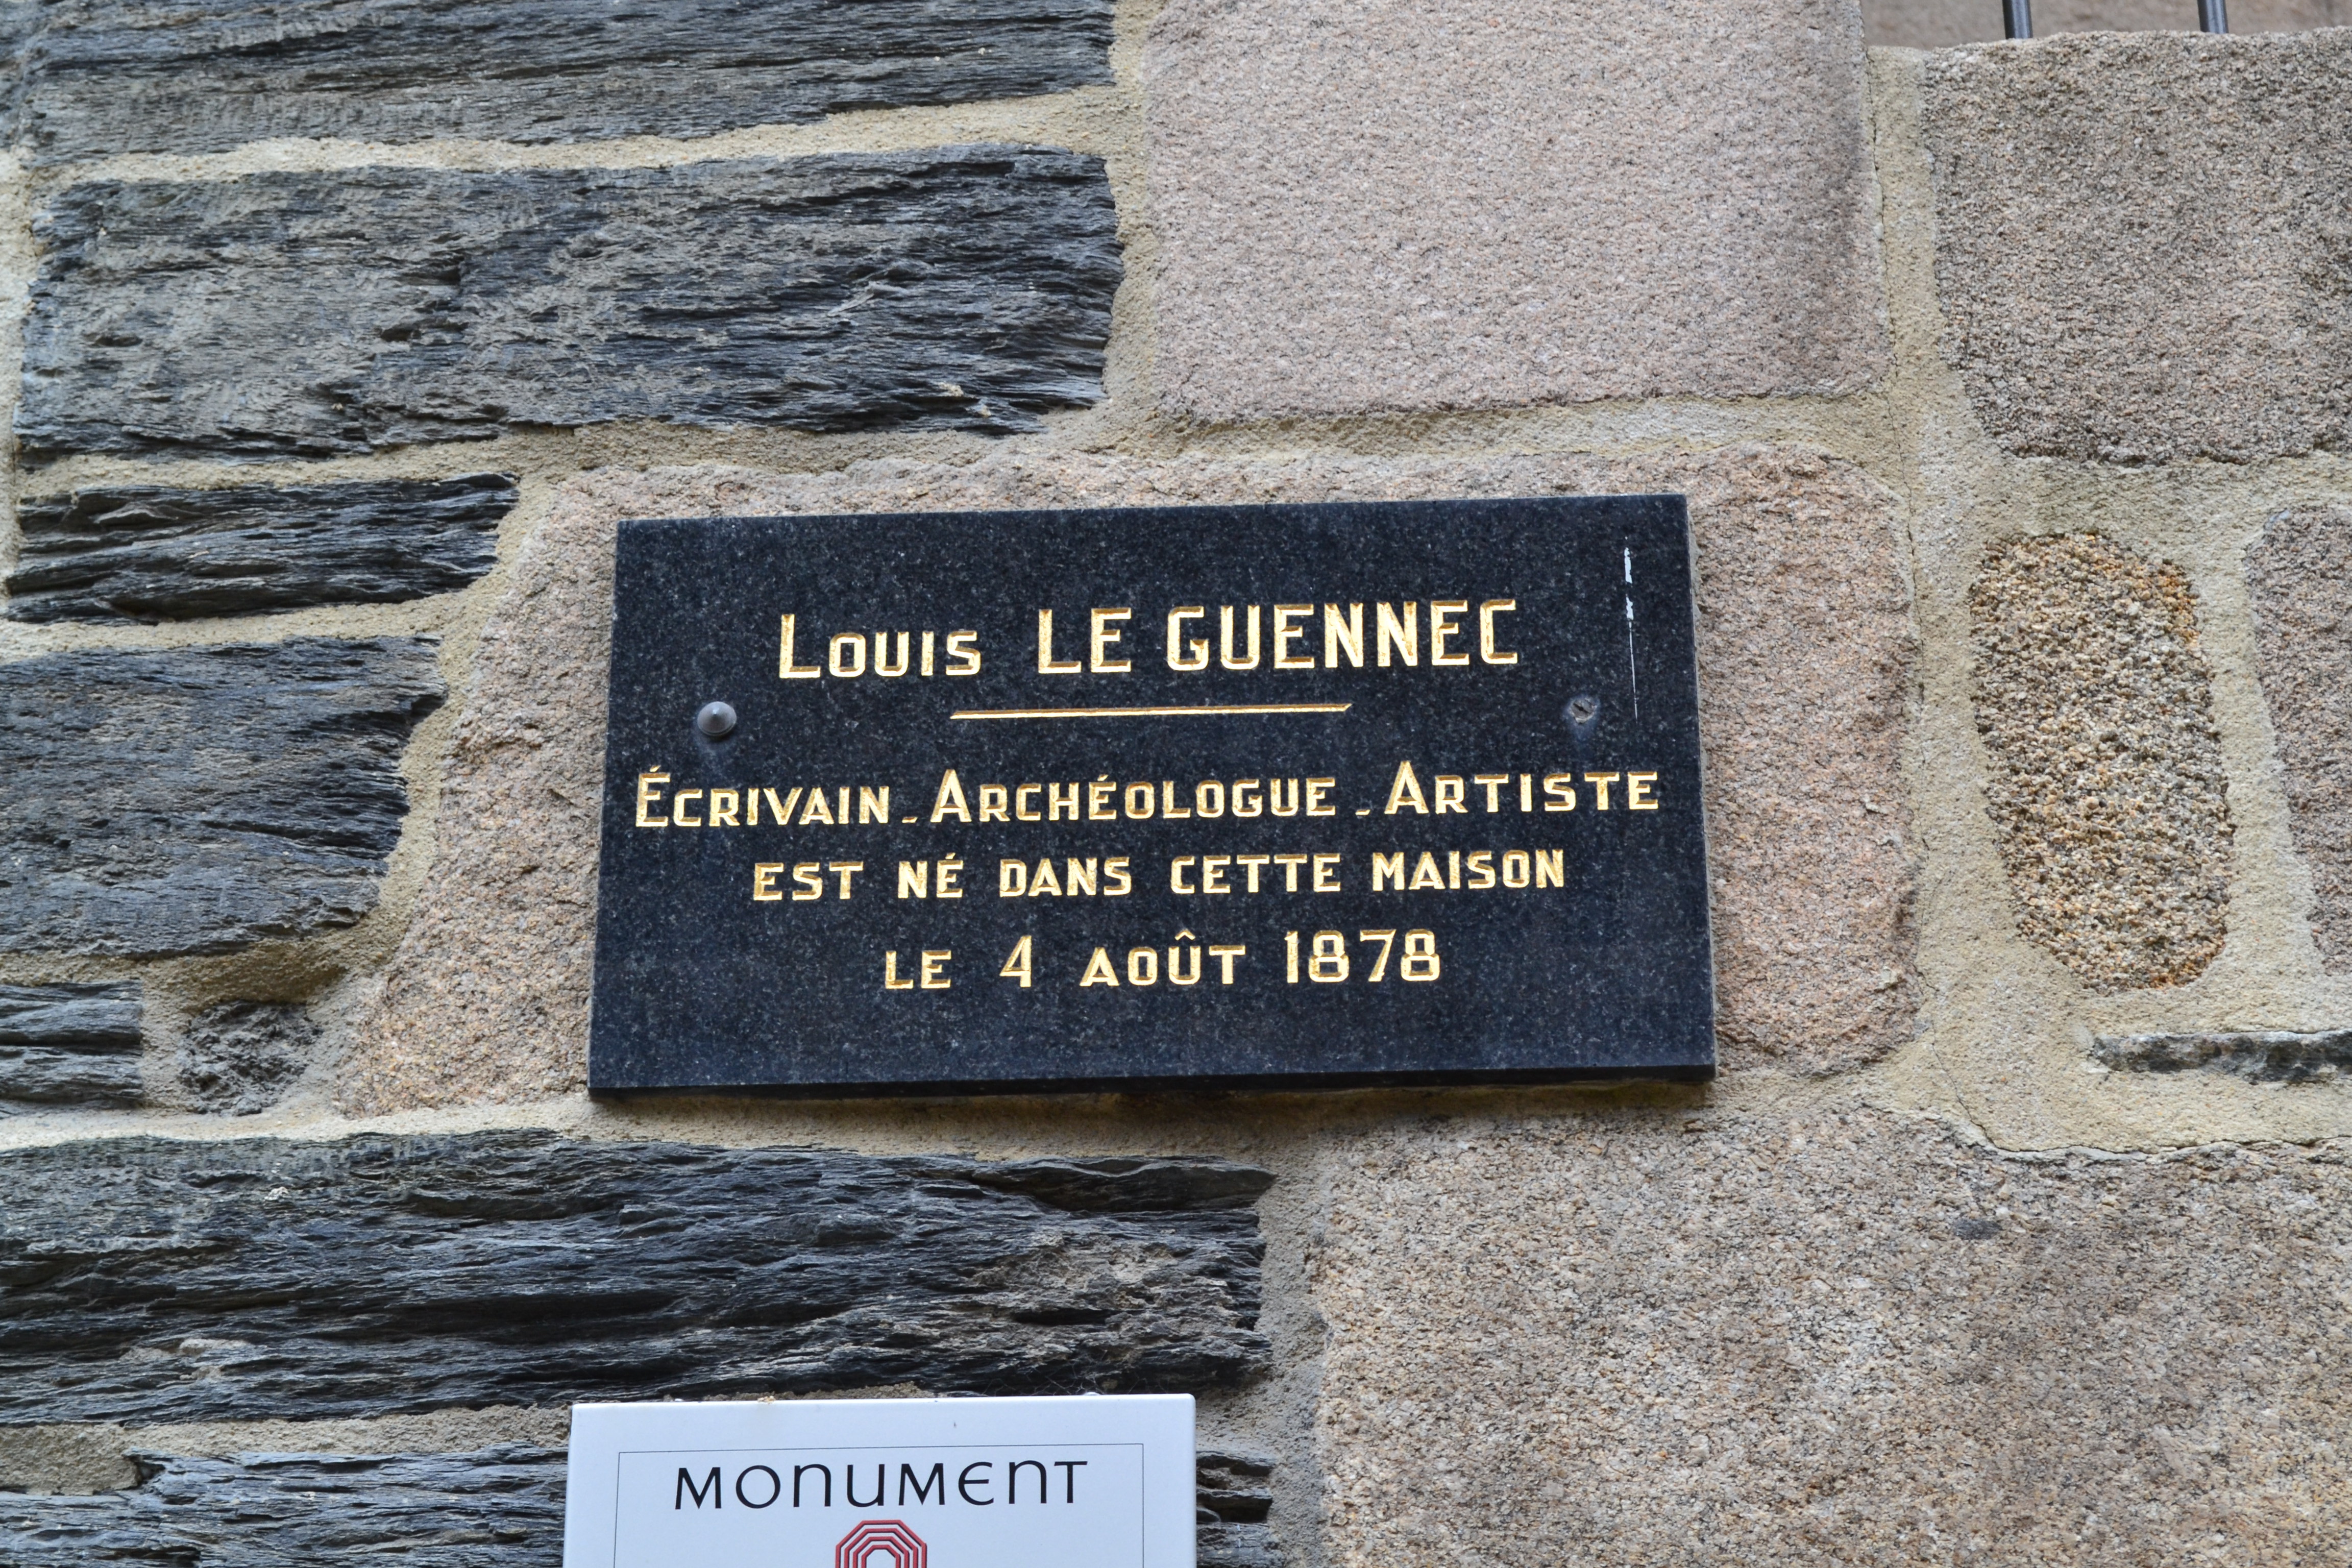 Louis LE GUENNEC
Écrivain - Archéologue - Artiste
est né dans cette maison
le 4 août 1878
MONUMENT